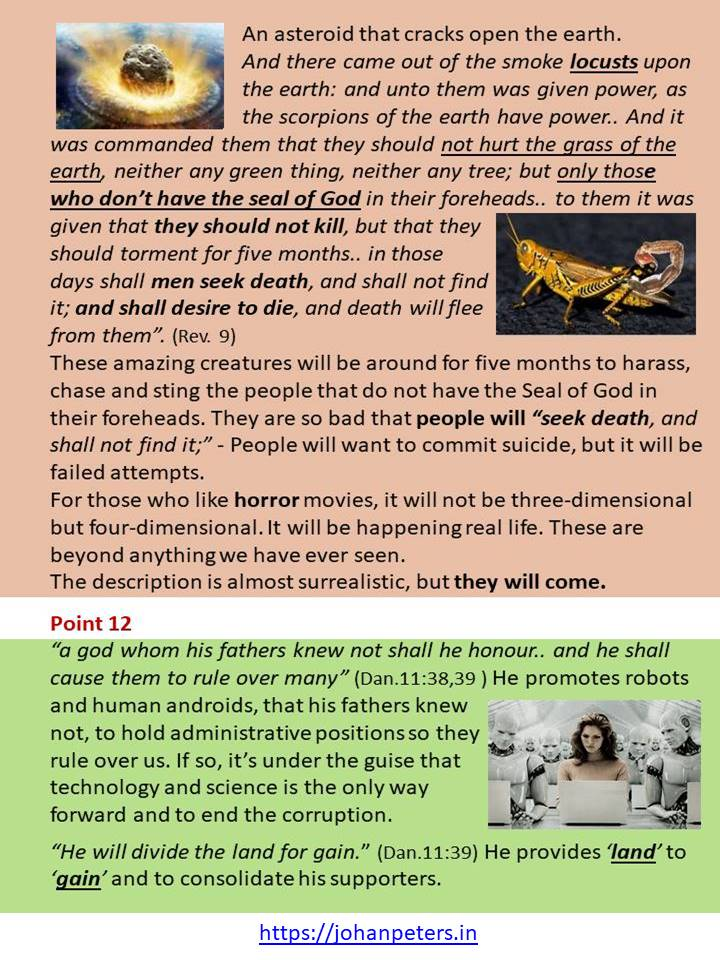 An asteroid that cracks open the earth.
And there came out of the smoke locusts upon
the earth: and unto them was given power, as
the scorpions of the earth have power.. And it
was commanded them that they should not hurt the grass of the
earth, neither any green thing, neither any tree; but only those
who don’t have the seal of God in their foreheads.. to them it was
given that they should not kill, but that they
should torment for five months.. in those
days shall men seek death, and shall not find
it; and shall desire to die, and death will flee
from them”. (Rev. 9)
These amazing creatures will be around for five months to harass,
chase and sting the people that do not have the Seal of God in
their foreheads. They are so bad that people will “seek death, and
shall not find it;” - People will want to commit suicide, but it will be
failed attempts.
For those who like horror movies, it will not be three-dimensional
but four-dimensional. It will be happening real life. These are
beyond anything we have ever seen.
The description is almost surrealistic, but they will come.
Point 12
“a god whom his fathers knew not shall he honour.. and he shall
cause them to rule over many” (Dan.11:38,39 ) He promotes robots
and human androids, that his fathers knew
not, to hold administrative positions so they
rule over us. If so, it’s under the guise that
technology and science is the only way
forward and to end the corruption.
“He will divide the land for gain.” (Dan.11:39) He provides ‘land’ to
‘gain’ and to consolidate his supporters.
https://johanpeters.in